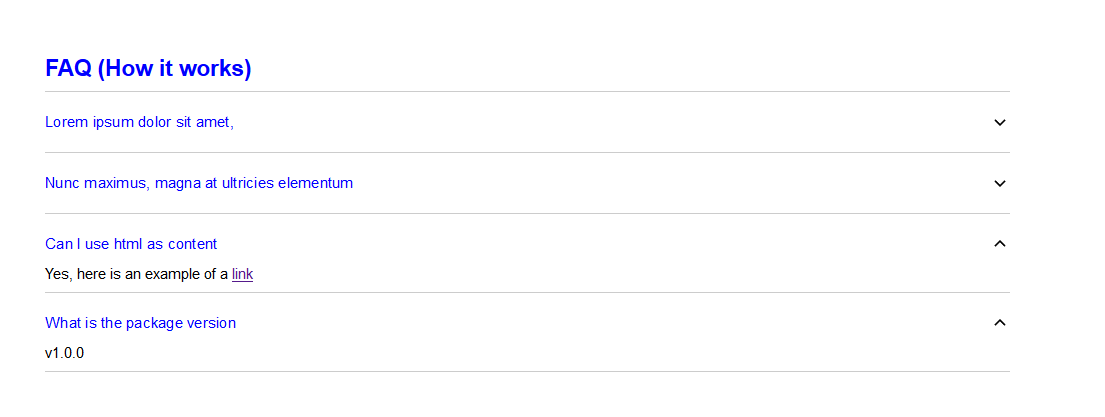 FAQ (How it works)
Lorem ipsum dolor sit amet,
Nunc maximus, magna at ultricies elementum
Can I use html as content
Yes, here is an example of a link
What is the package version
v1.0.0